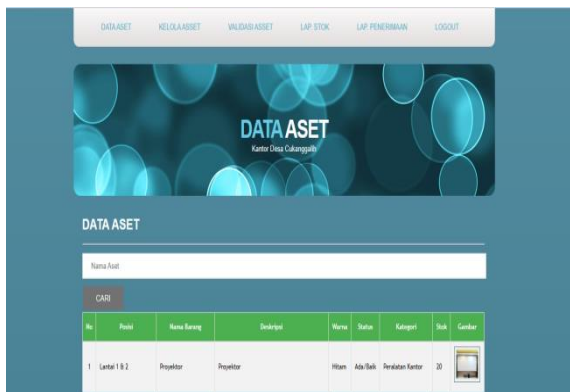 DATA ASET KELOLA ASSET VALIDASI ASSET LAP. STOK LAP. PENERIMAAN LOGOUT
DATA ASET
Kantor Desa Cukanggalih
DATA ASET
Nama Aset
CARI
No Posisi Nama Barang Deskripsi Warna Status Kategori Stok Gambar
1 Lantai 1 & 2 Proyektor Proyektor Hitam Ada/Baik Peralatan Kantor 20